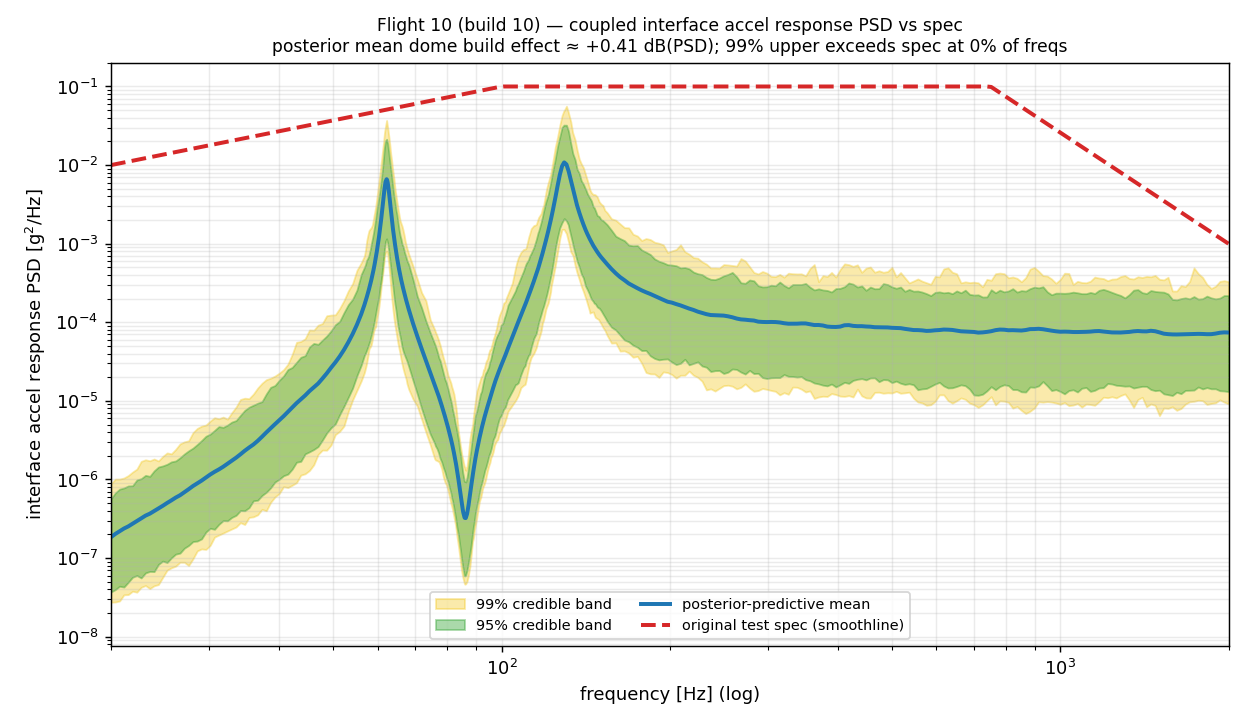 Flight 10 (build 10) — coupled interface accel response PSD vs spec
posterior mean dome build effect ≈ +0.41 dB(PSD); 99% upper exceeds spec at 0% of freqs
interface accel response PSD [g²/Hz]
10⁻¹
10⁻²
10⁻³
10⁻⁴
10⁻⁵
10⁻⁶
10⁻⁷
10⁻⁸
99% credible band
95% credible band
posterior-predictive mean
original test spec (smoothline)
10²
10³
frequency [Hz] (log)